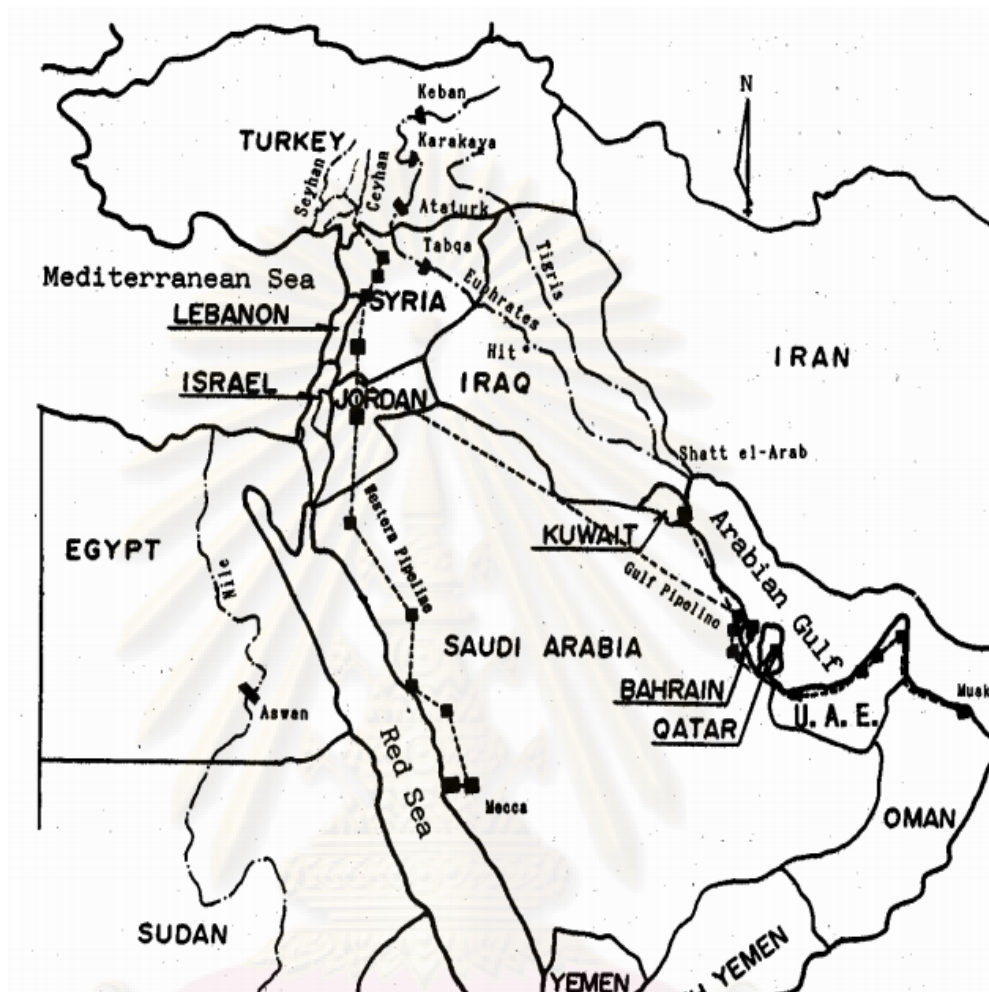 N
Keban
TURKEY
Karakaya
Seyhan
Ceyhan
Ataturk
Tabqa
Tigris
Mediterranean Sea
Euphrates
SYRIA
LEBANON
Hit
IRAN
ISRAEL
IRAQ
JORDAN
Shatt el-Arab
Western Pipeline
KUWAIT
Arabian Gulf
EGYPT
Nile
Gulf Pipeline
SAUDI ARABIA
BAHRAIN
Musk
Aswan
U. A. E.
QATAR
Red Sea
Mecca
OMAN
SUDAN
YEMEN
YEMEN